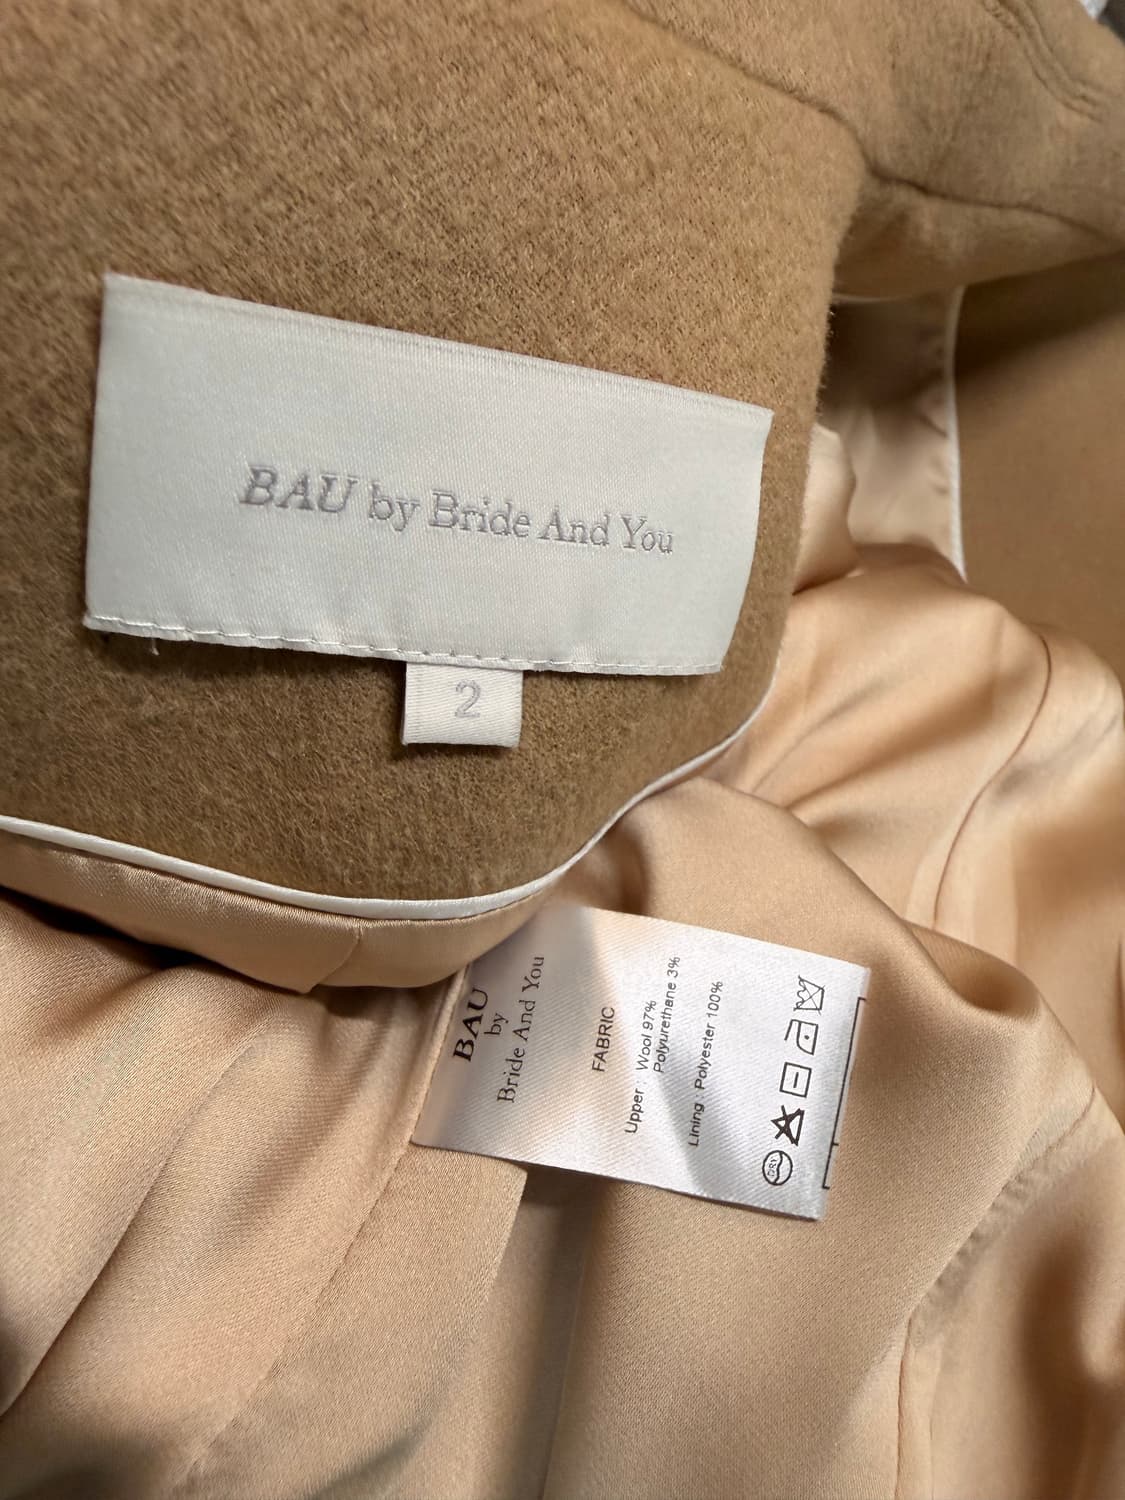 BAU by Bride And You
2
BAU
by
Bride And You
FABRIC
Upper : Wool 97%
Polyurethane 3%
Lining : Polyester 100%
DRY